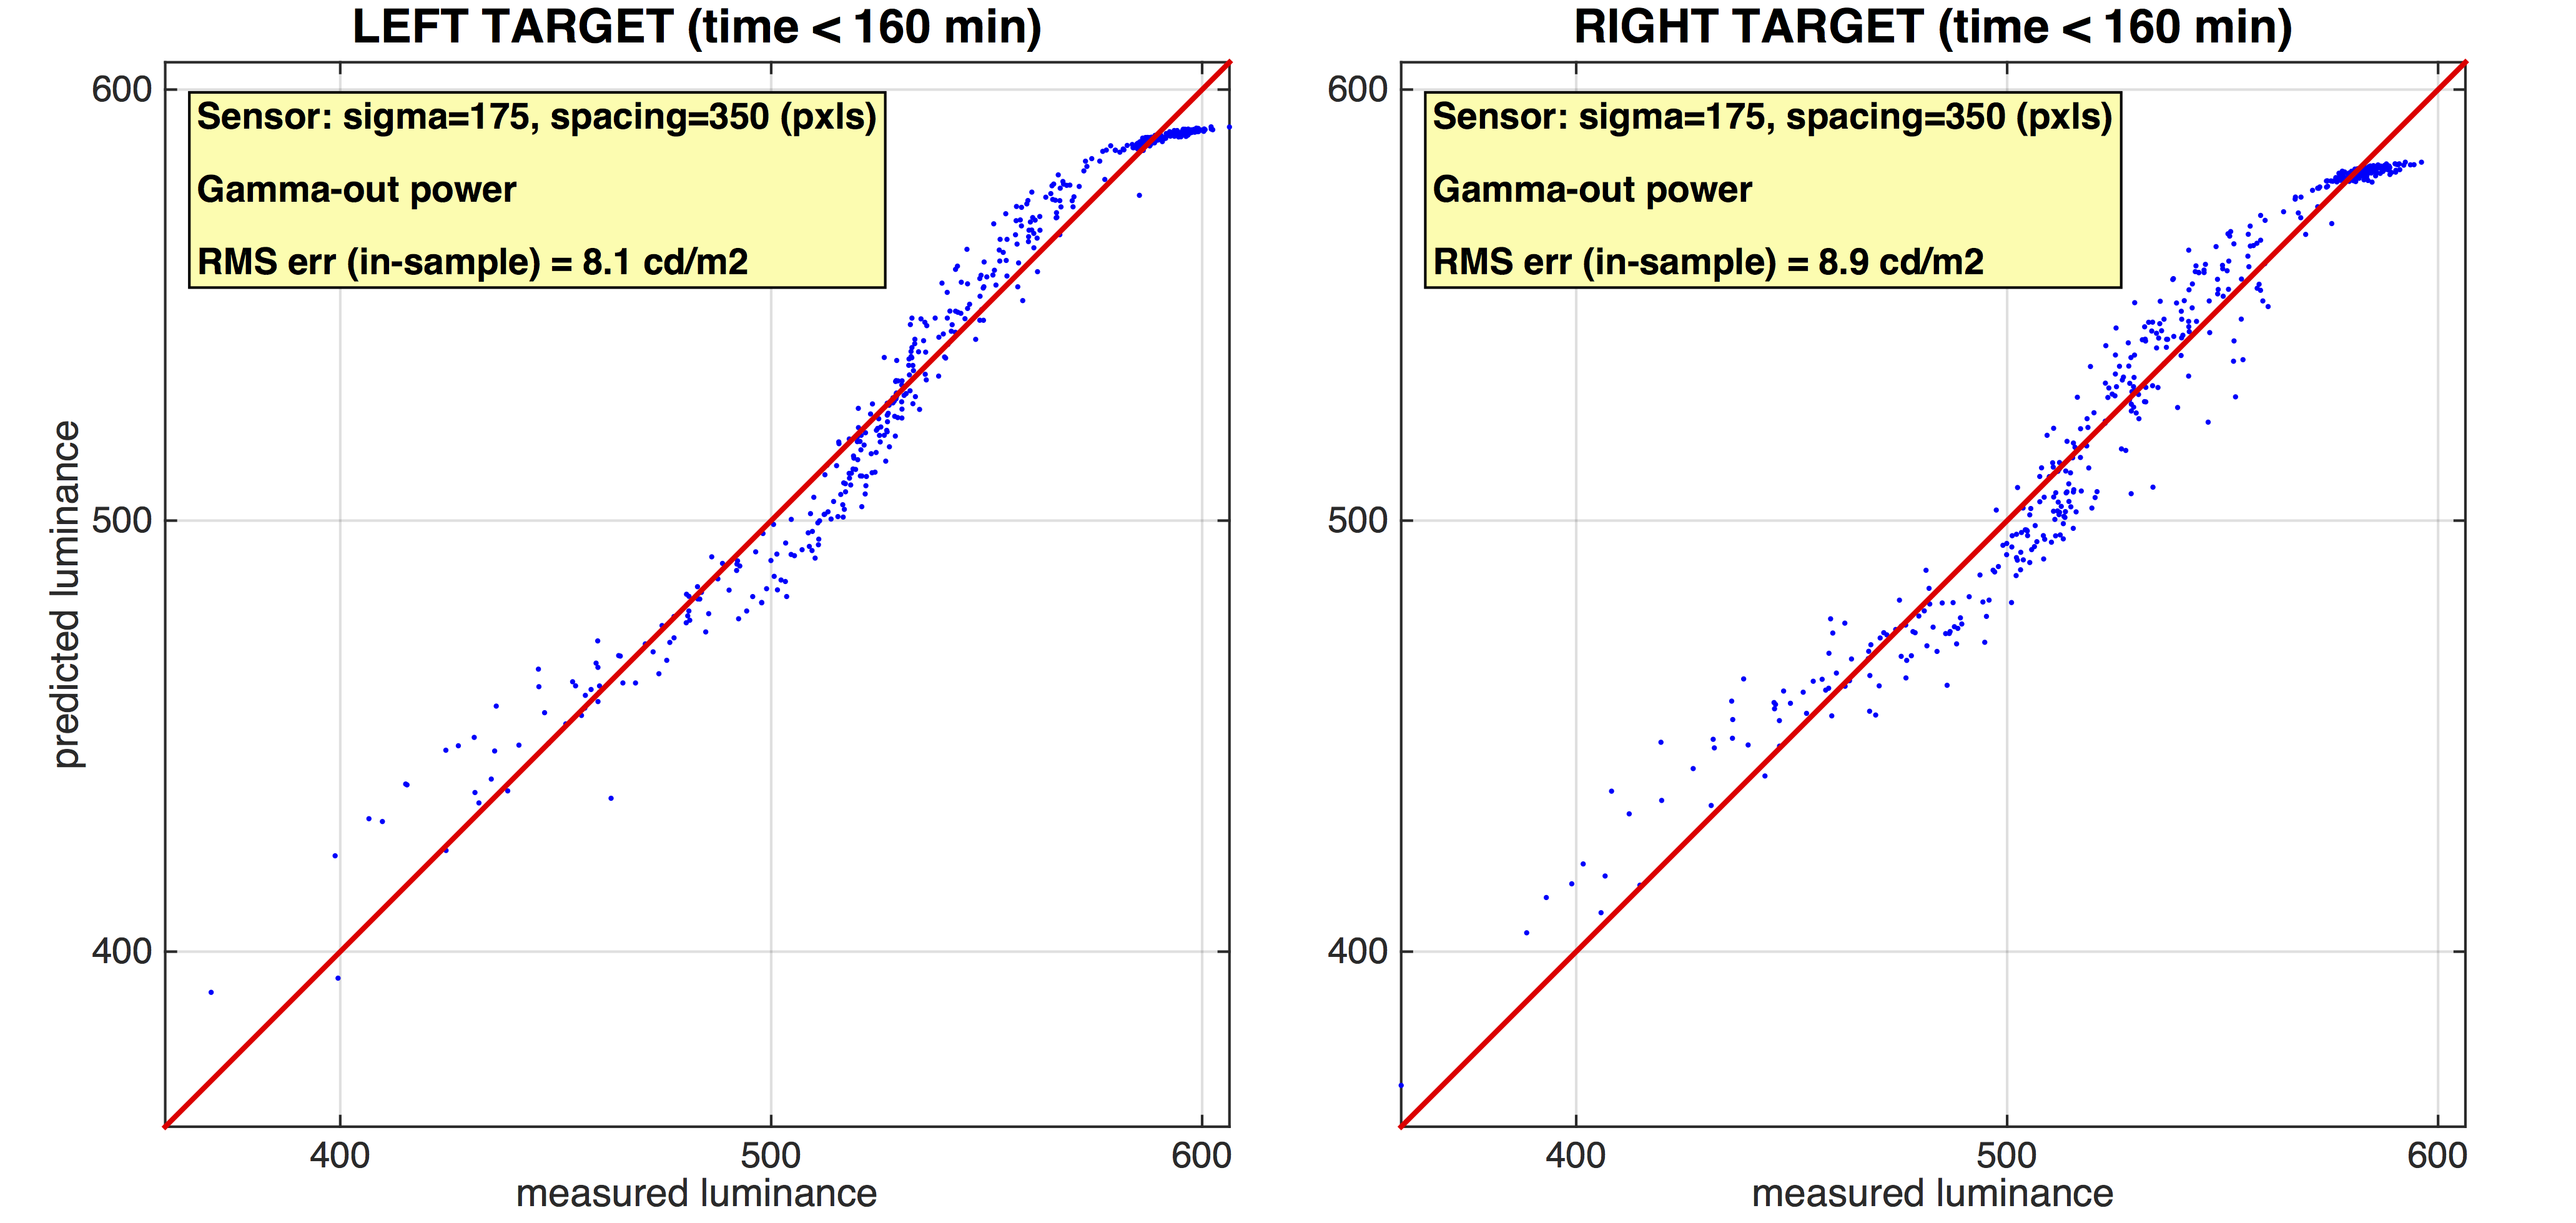 LEFT TARGET (time < 160 min)
600
500
400
Sensor: sigma=175, spacing=350 (pxls)
Gamma-out power
RMS err (in-sample) = 8.1 cd/m2
predicted luminance
400
500
600
measured luminance
RIGHT TARGET (time < 160 min)
600
500
400
Sensor: sigma=175, spacing=350 (pxls)
Gamma-out power
RMS err (in-sample) = 8.9 cd/m2
400
500
600
measured luminance